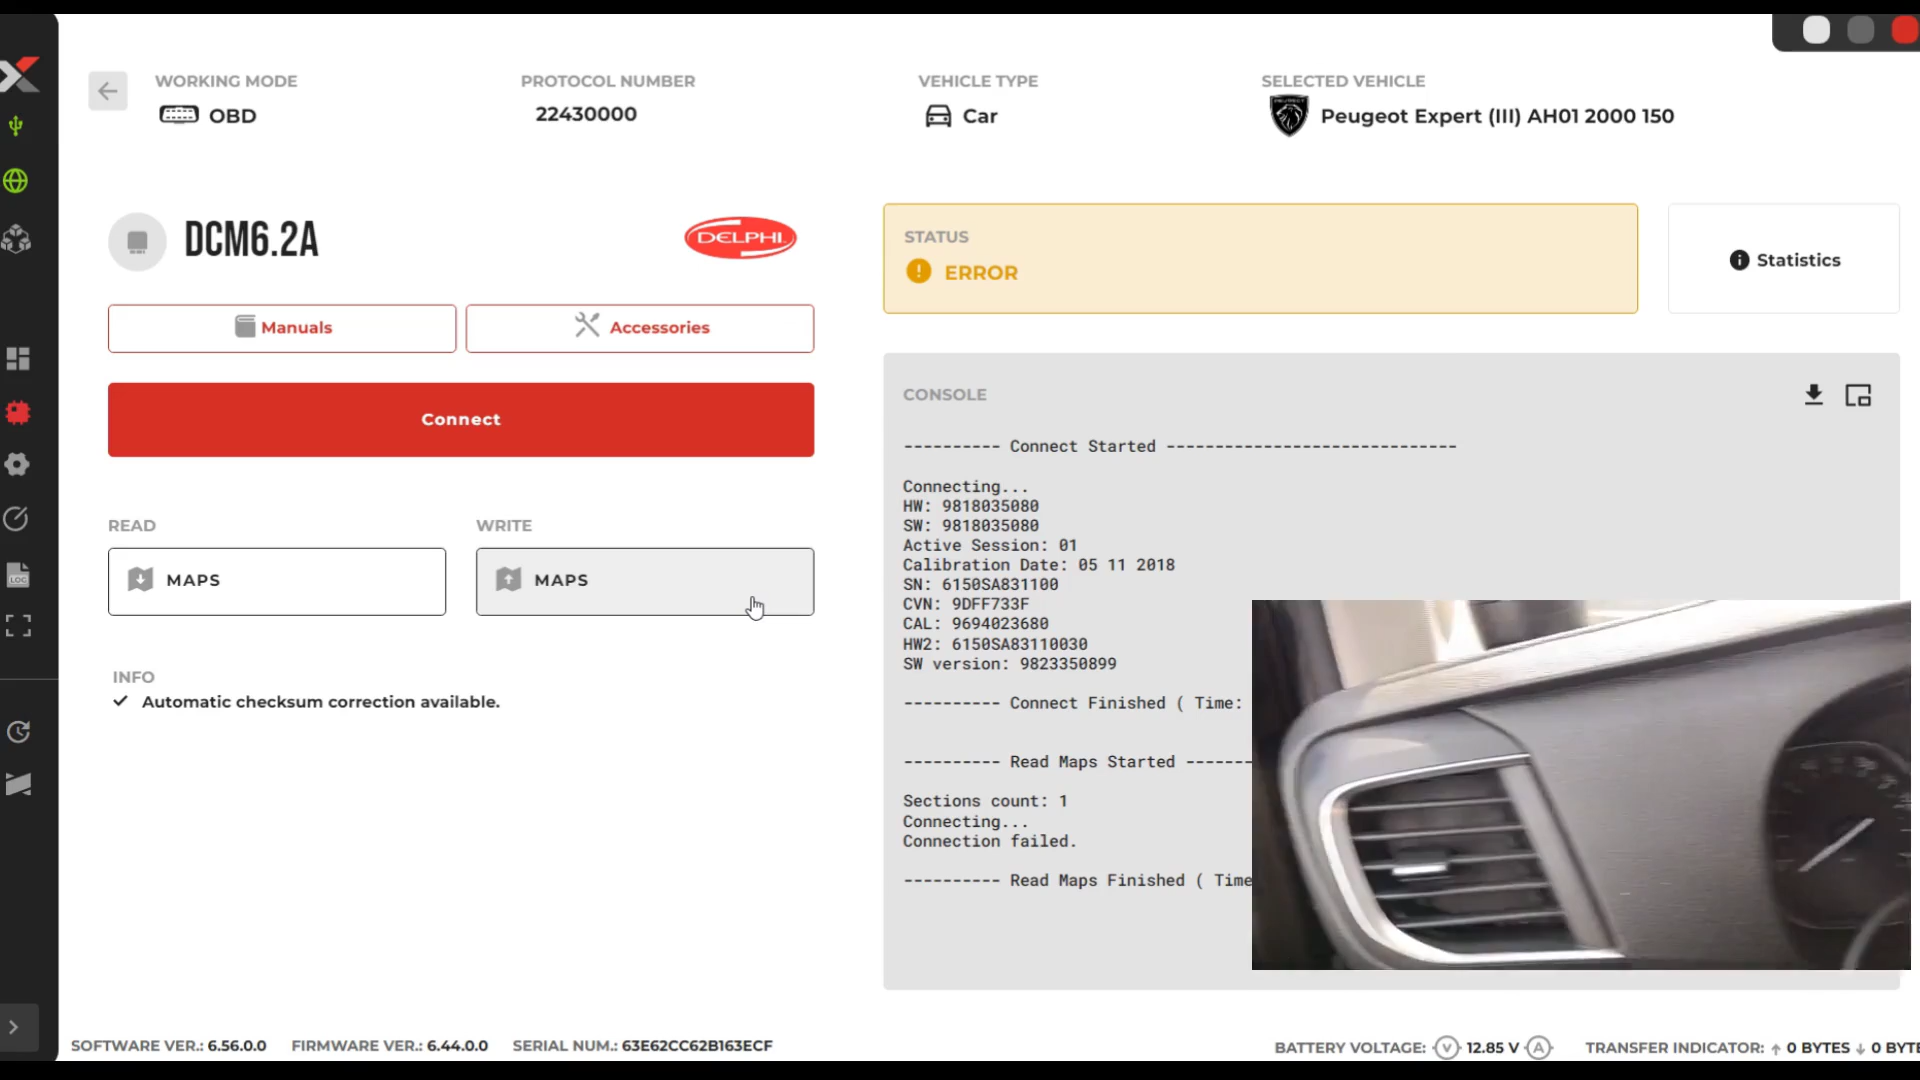 WORKING MODE
OBD
PROTOCOL NUMBER
22430000
VEHICLE TYPE
Car
SELECTED VEHICLE
Peugeot Expert (III) AH01 2000 150
DCM6.2A
DELPHI
Manuals
Accessories
Connect
READ
MAPS
WRITE
MAPS
INFO
Automatic checksum correction available.
STATUS
ERROR
Statistics
CONSOLE
---------- Connect Started ------------------------------
Connecting...
HW: 9818035080
SW: 9818035080
Active Session: 01
Calibration Date: 05 11 2018
SN: 6150SA831100
CVN: 9DFF733F
CAL: 9694023680
HW2: 6150SA83110030
SW version: 9823350899
---------- Connect Finished ( Time:
---------- Read Maps Started -------
Sections count: 1
Connecting...
Connection failed.
---------- Read Maps Finished ( Time
LOG
SOFTWARE VER.: 6.56.0.0 FIRMWARE VER.: 6.44.0.0 SERIAL NUM.: 63E62CC62B163ECF
BATTERY VOLTAGE: V 12.85 V A TRANSFER INDICATOR: ↑ 0 BYTES ↓ 0 BYTE